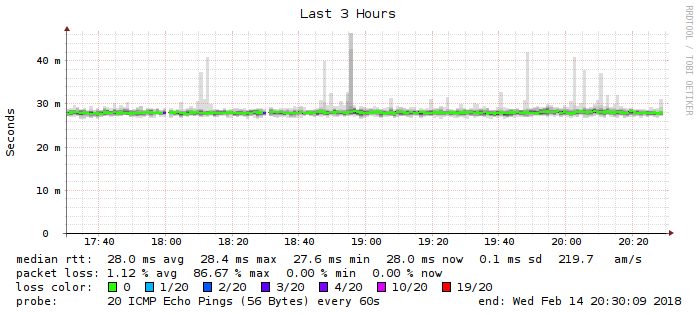 Last 3 Hours
RRDTOOL / TOBI OETIKER
Seconds
40 m
30 m
20 m
10 m
0
17:40 18:00 18:20 18:40 19:00 19:20 19:40 20:00 20:20
median rtt: 28.0 ms avg 28.4 ms max 27.6 ms min 28.0 ms now 0.1 ms sd 219.7 am/s
packet loss: 1.12 % avg 86.67 % max 0.00 % min 0.00 % now
loss color: 0 1/20 2/20 3/20 4/20 10/20 19/20
probe: 20 ICMP Echo Pings (56 Bytes) every 60s end: Wed Feb 14 20:30:09 2018